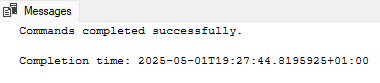 Messages
Commands completed successfully.
Completion time: 2025-05-01T19:27:44.8195925+01:00